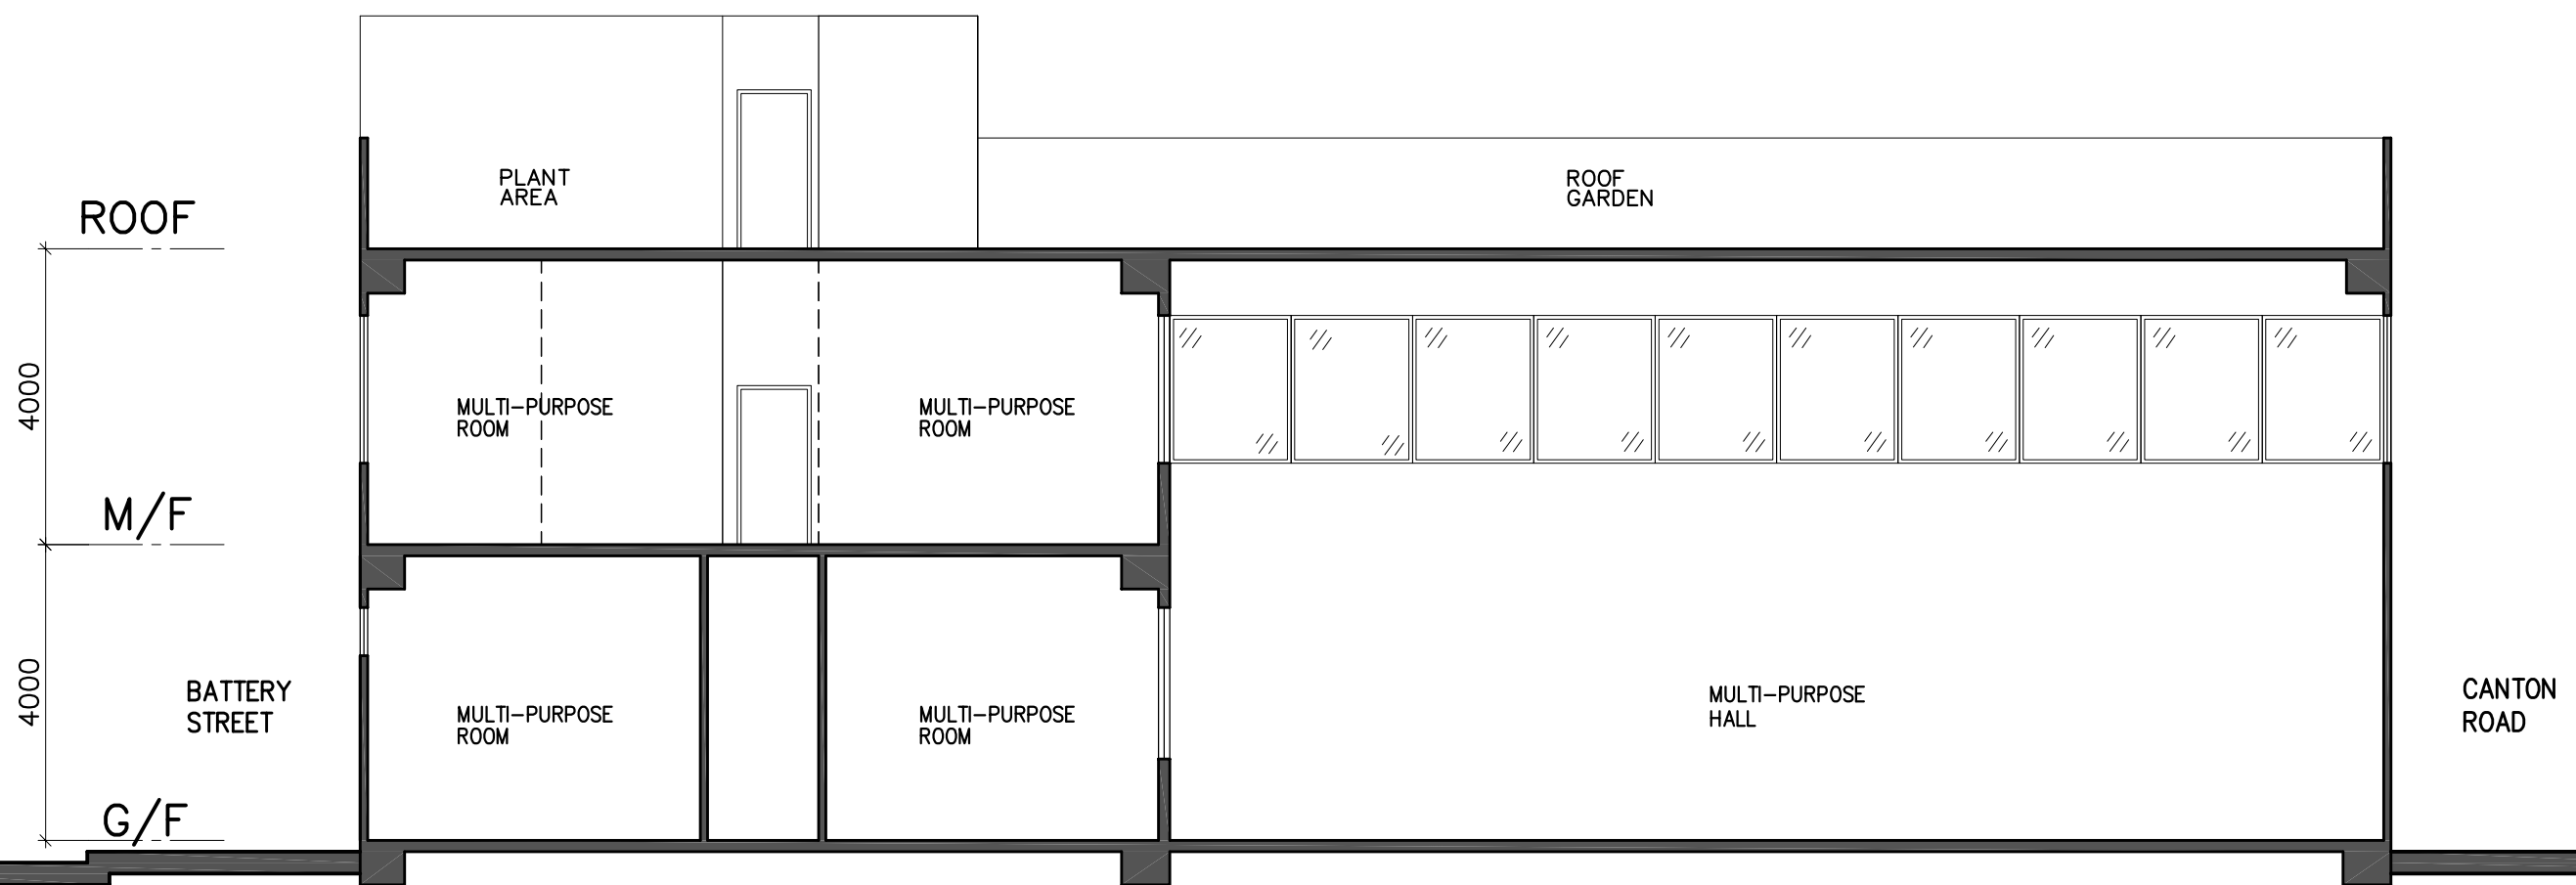 PLANT
AREA
ROOF
GARDEN
ROOF
4000
MULTI-PURPOSE
ROOM
MULTI-PURPOSE
ROOM
M/F
4000
BATTERY
STREET
MULTI-PURPOSE
ROOM
MULTI-PURPOSE
ROOM
MULTI-PURPOSE
HALL
CANTON
ROAD
G/F